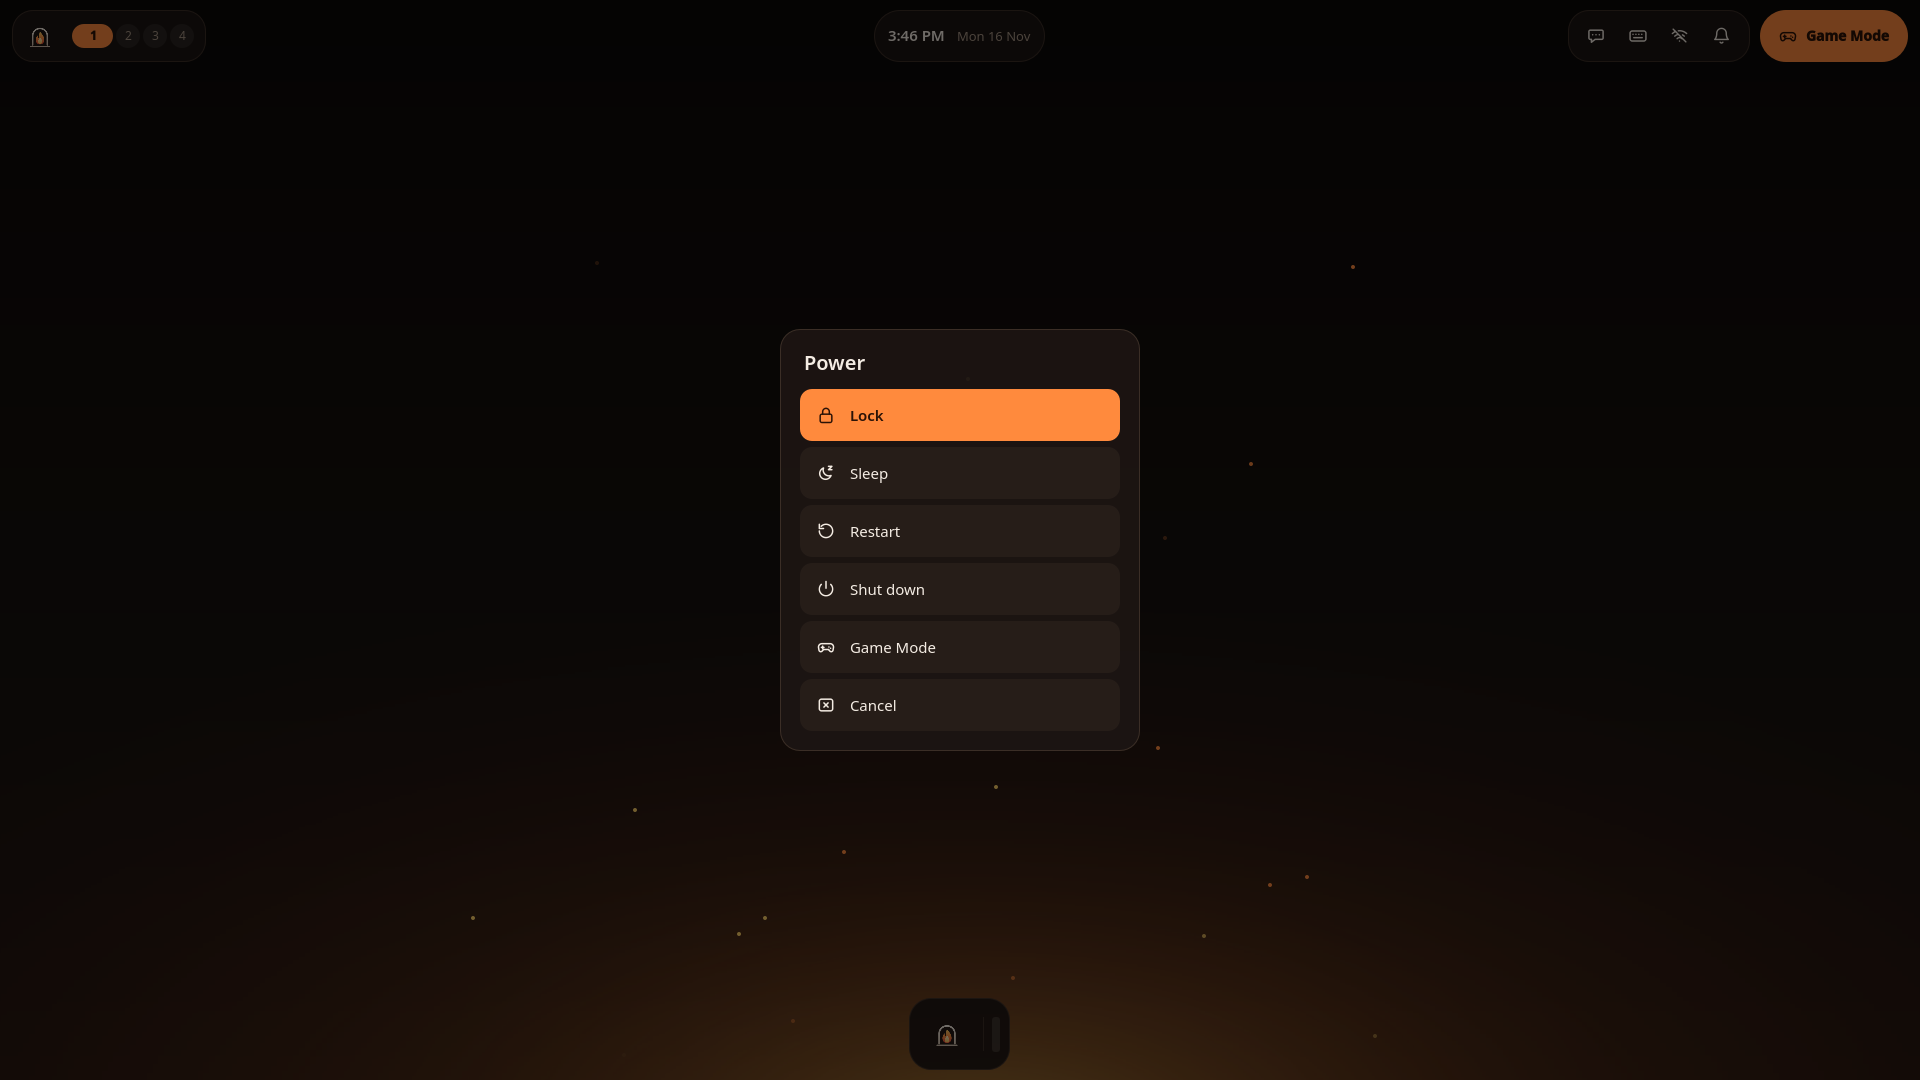 1 2 3 4
3:46 PM Mon 16 Nov
Game Mode
Power
Lock
Sleep
Restart
Shut down
Game Mode
Cancel